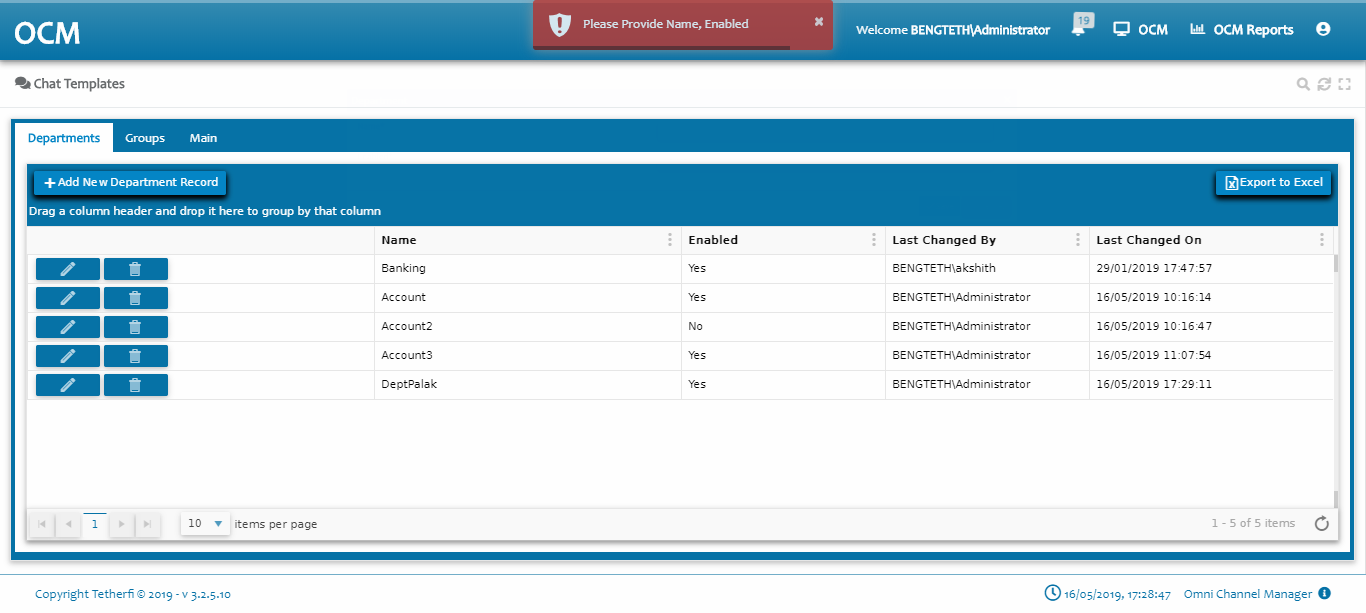 OCM
Please Provide Name, Enabled
Welcome BENGTETH\Administrator
19
OCM
OCM Reports
Chat Templates
Departments Groups Main
Add New Department Record
Export to Excel
Drag a column header and drop it here to group by that column
Name Enabled Last Changed By Last Changed On
Banking Yes BENGTETH\akshith 29/01/2019 17:47:57
Account Yes BENGTETH\Administrator 16/05/2019 10:16:14
Account2 No BENGTETH\Administrator 16/05/2019 10:16:47
Account3 Yes BENGTETH\Administrator 16/05/2019 11:07:54
DeptPalak Yes BENGTETH\Administrator 16/05/2019 17:29:11
1 10 items per page 1 - 5 of 5 items
Copyright Tetherfi © 2019 - v 3.2.5.10 16/05/2019, 17:28:47 Omni Channel Manager